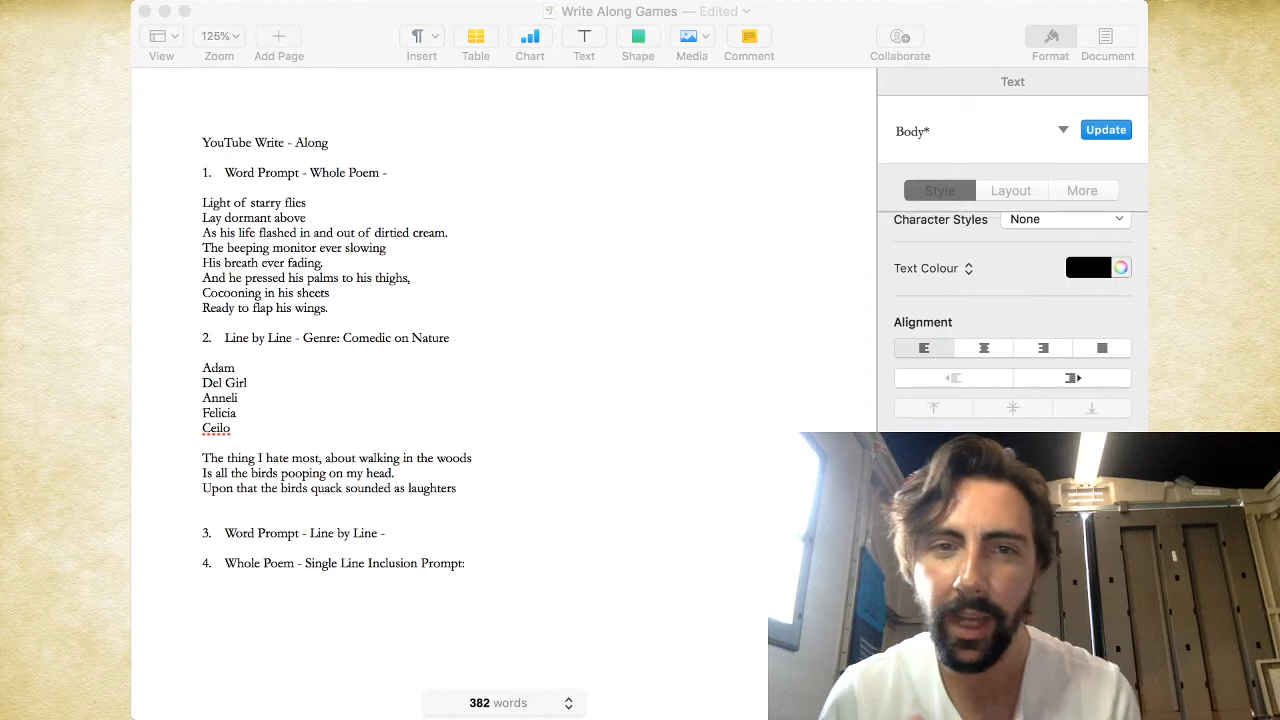 Write Along Games — Edited
125%
View
Zoom
Add Page
Insert
Table
Chart
Text
Shape
Media
Comment
Collaborate
Format
Document
Text
Body*
Update
Style
Layout
More
Character Styles
None
Text Colour
Alignment
YouTube Write - Along
1. Word Prompt - Whole Poem -
Light of starry flies
Lay dormant above
As his life flashed in and out of dirtied cream.
The beeping monitor ever slowing
His breath ever fading.
And he pressed his palms to his thighs,
Cocooning in his sheets
Ready to flap his wings.
2. Line by Line - Genre: Comedic on Nature
Adam
Del Girl
Anneli
Felicia
Ceilo
The thing I hate most, about walking in the woods
Is all the birds pooping on my head.
Upon that the birds quack sounded as laughters
3. Word Prompt - Line by Line -
4. Whole Poem - Single Line Inclusion Prompt:
382 words